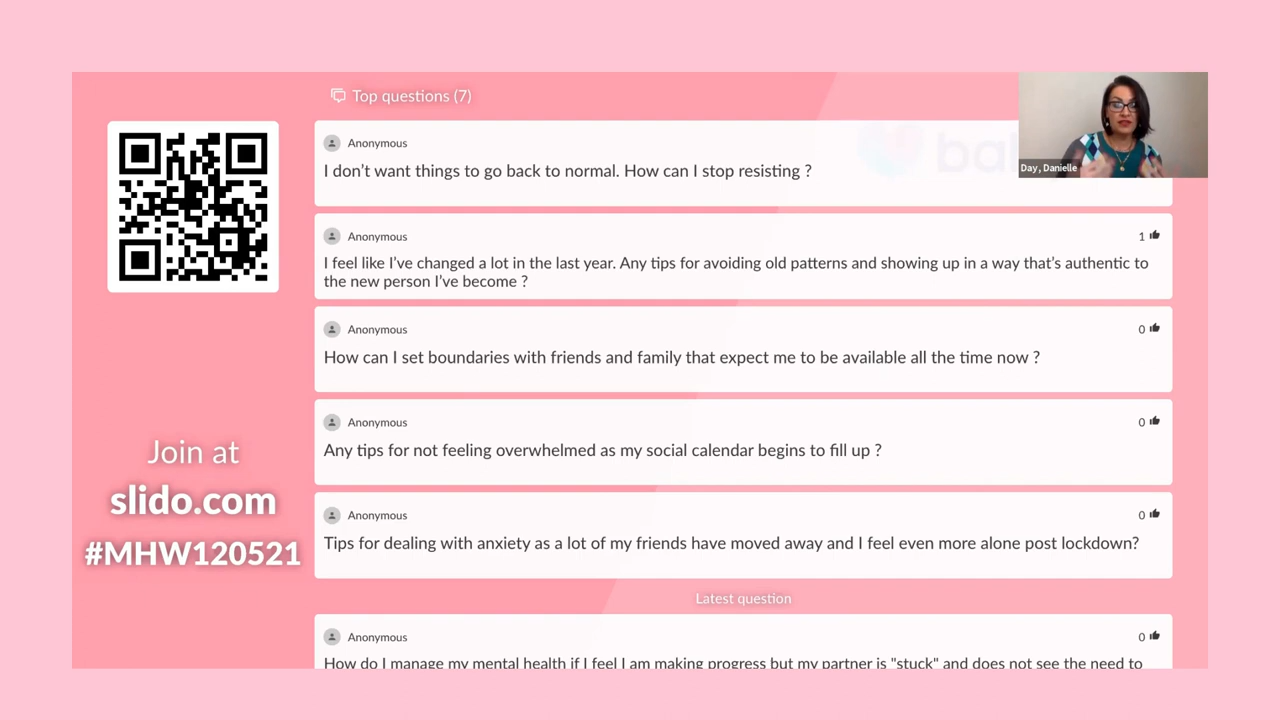 Top questions (7)
Anonymous
I don't want things to go back to normal. How can I stop resisting ?
Day, Danielle
Anonymous
1
I feel like I've changed a lot in the last year. Any tips for avoiding old patterns and showing up in a way that's authentic to
the new person I've become ?
Anonymous
0
How can I set boundaries with friends and family that expect me to be available all the time now ?
Anonymous
0
Any tips for not feeling overwhelmed as my social calendar begins to fill up ?
Anonymous
0
Tips for dealing with anxiety as a lot of my friends have moved away and I feel even more alone post lockdown?
Latest question
Anonymous
0
How do I manage my mental health if I feel I am making progress but my partner is "stuck" and does not see the need to
Join at
slido.com
#MHW120521